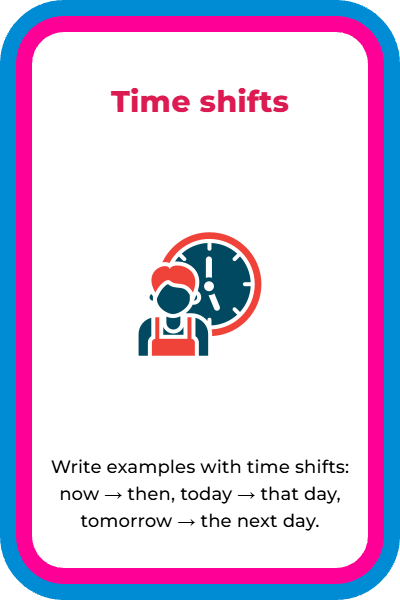 Time shifts
Write examples with time shifts:
now → then, today → that day,
tomorrow → the next day.